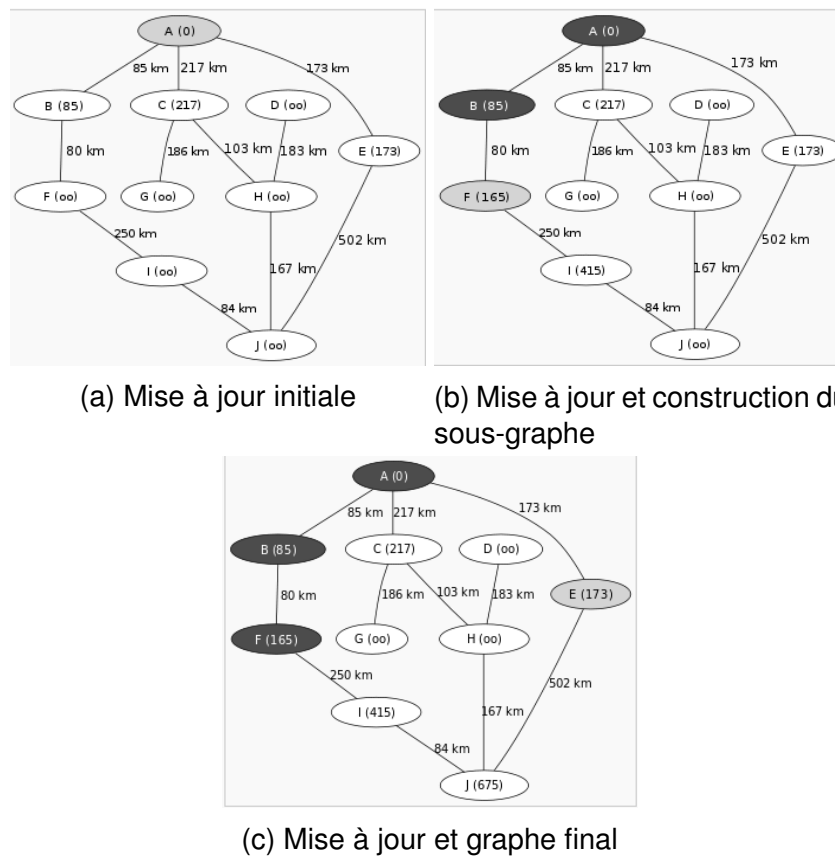 A (0)
85 km 217 km 173 km
B (85) C (217) D (oo)
80 km 186 km 103 km 183 km E (173)
F (oo) G (oo) H (oo)
250 km 502 km
I (oo) 167 km
84 km
J (oo)
(a) Mise à jour initiale
A (0)
85 km 217 km 173 km
B (85) C (217) D (oo)
80 km 186 km 103 km 183 km E (173)
F (165) G (oo) H (oo)
250 km 502 km
I (415) 167 km
84 km
J (oo)
(b) Mise à jour et construction du
sous-graphe
A (0)
85 km 217 km 173 km
B (85) C (217) D (oo)
80 km 186 km 103 km 183 km E (173)
F (165) G (oo) H (oo)
250 km 502 km
I (415) 167 km
84 km
J (675)
(c) Mise à jour et graphe final